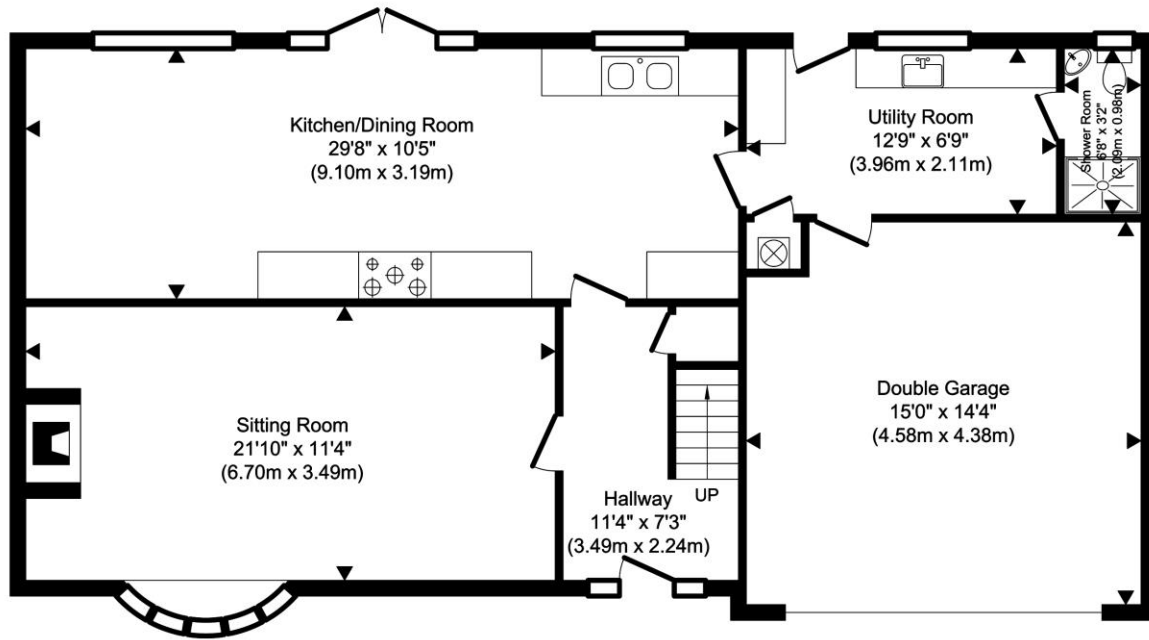 Kitchen/Dining Room
29'8" x 10'5"
(9.10m x 3.19m)
Utility Room
12'9" x 6'9"
(3.96m x 2.11m)
Shower Room
6'8" x 3'2"
(2.09m x 0.98m)
Sitting Room
21'10" x 11'4"
(6.70m x 3.49m)
Hallway
11'4" x 7'3"
(3.49m x 2.24m)
UP
Double Garage
15'0" x 14'4"
(4.58m x 4.38m)